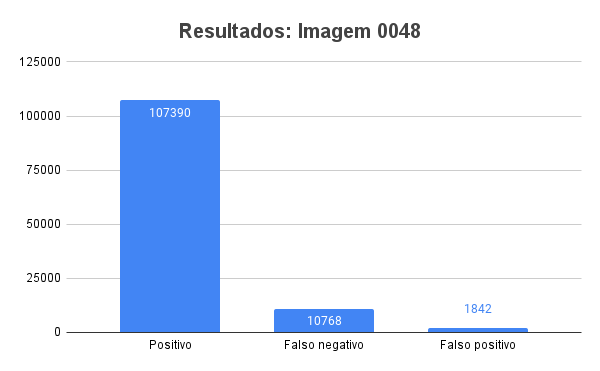 Resultados: Imagem 0048
125000
100000
75000
50000
25000
0
107390
10768
1842
Positivo
Falso negativo
Falso positivo